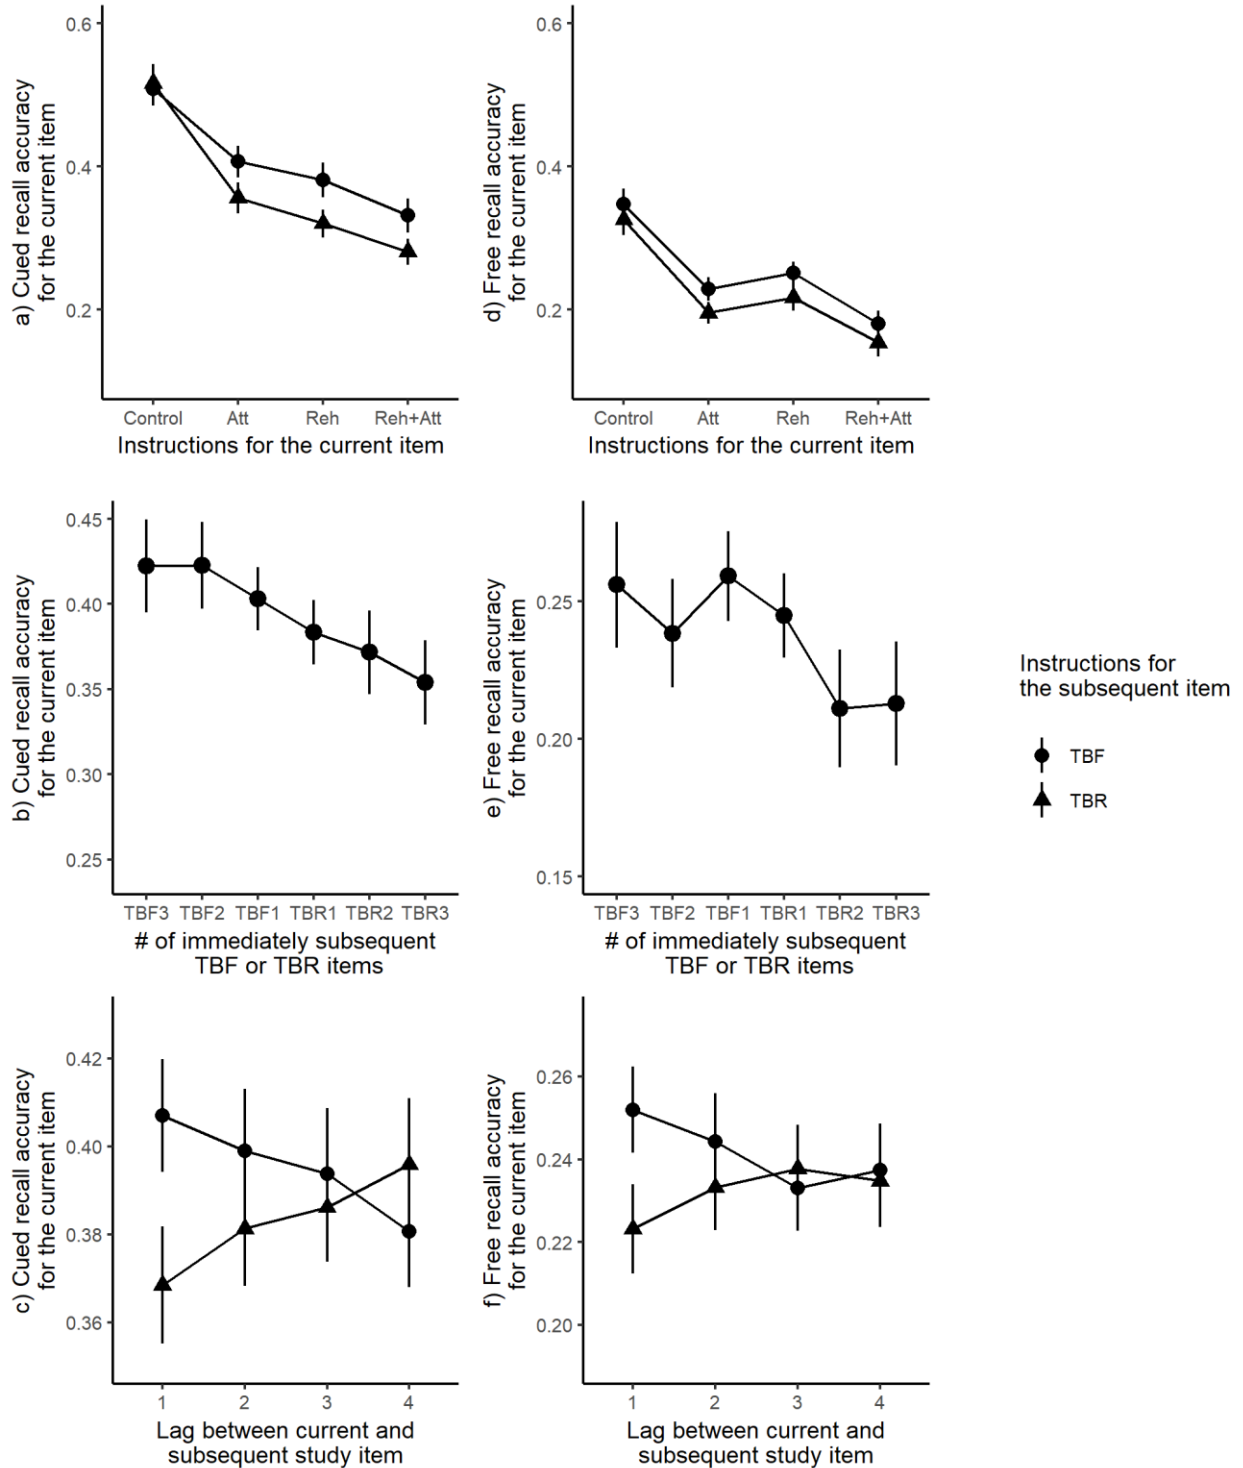 a) Cued recall accuracy
for the current item
0.6
0.4
0.2
Control Att Reh Reh+Att
Instructions for the current item
d) Free recall accuracy
for the current item
0.6
0.4
0.2
Control Att Reh Reh+Att
Instructions for the current item
b) Cued recall accuracy
for the current item
0.45
0.40
0.35
0.30
0.25
TBF3 TBF2 TBF1 TBR1 TBR2 TBR3
# of immediately subsequent
TBF or TBR items
e) Free recall accuracy
for the current item
0.25
0.20
0.15
TBF3 TBF2 TBF1 TBR1 TBR2 TBR3
# of immediately subsequent
TBF or TBR items
Instructions for
the subsequent item
TBF
TBR
c) Cued recall accuracy
for the current item
0.42
0.40
0.38
0.36
1 2 3 4
Lag between current and
subsequent study item
f) Free recall accuracy
for the current item
0.26
0.24
0.22
0.20
1 2 3 4
Lag between current and
subsequent study item